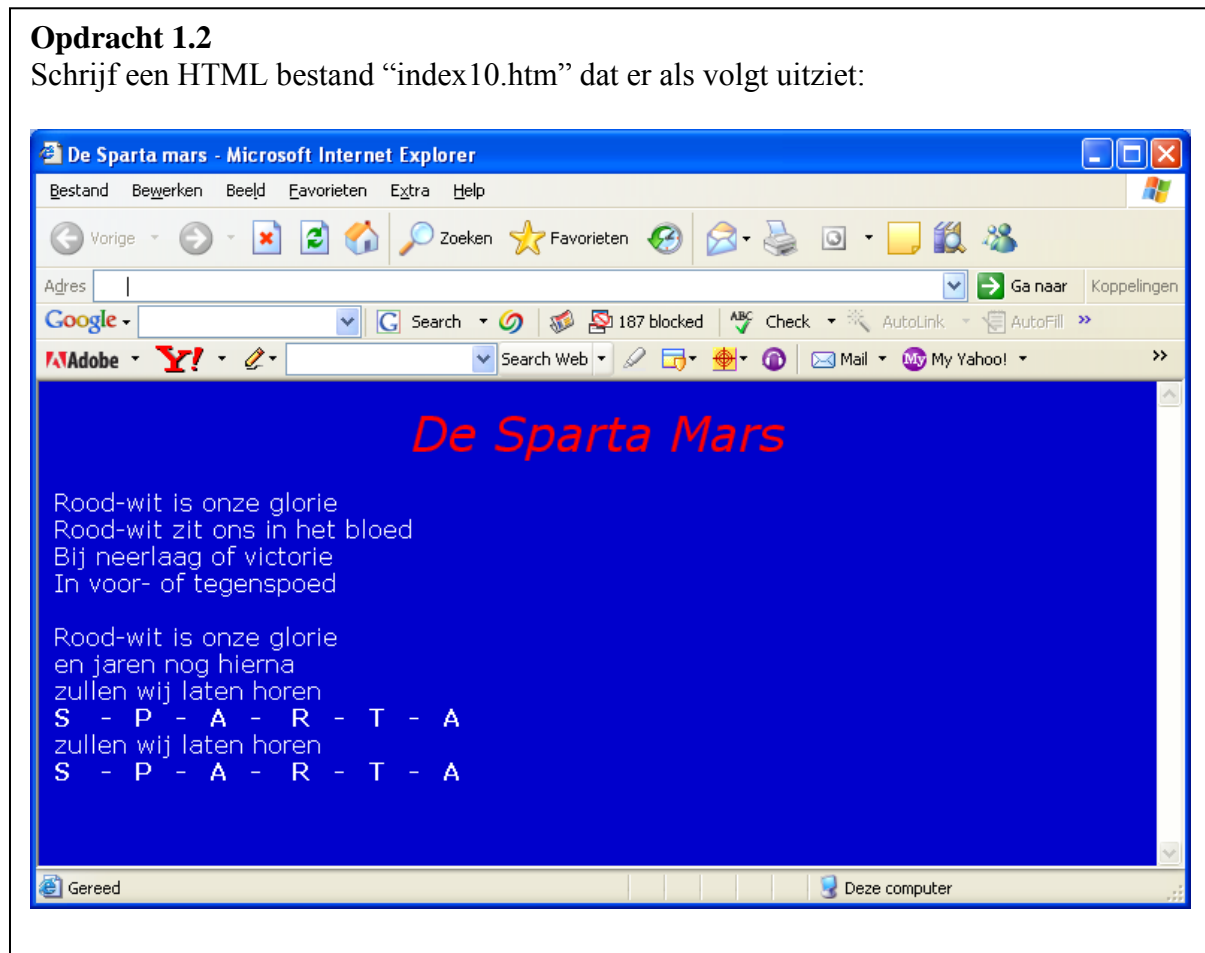 Opdracht 1.2
Schrijf een HTML bestand “index10.htm” dat er als volgt uitziet:
De Sparta mars - Microsoft Internet Explorer
Bestand Bewerken Beeld Favorieten Extra Help
Vorige Zoeken Favorieten
Adres Ga naar Koppelingen
Google Search 187 blocked ABC Check AutoLink AutoFill »
Adobe Y! Search Web Mail My My Yahoo! »
De Sparta Mars
Rood-wit is onze glorie
Rood-wit zit ons in het bloed
Bij neerlaag of victorie
In voor- of tegenspoed
Rood-wit is onze glorie
en jaren nog hierna
zullen wij laten horen
S - P - A - R - T - A
zullen wij laten horen
S - P - A - R - T - A
Gereed Deze computer